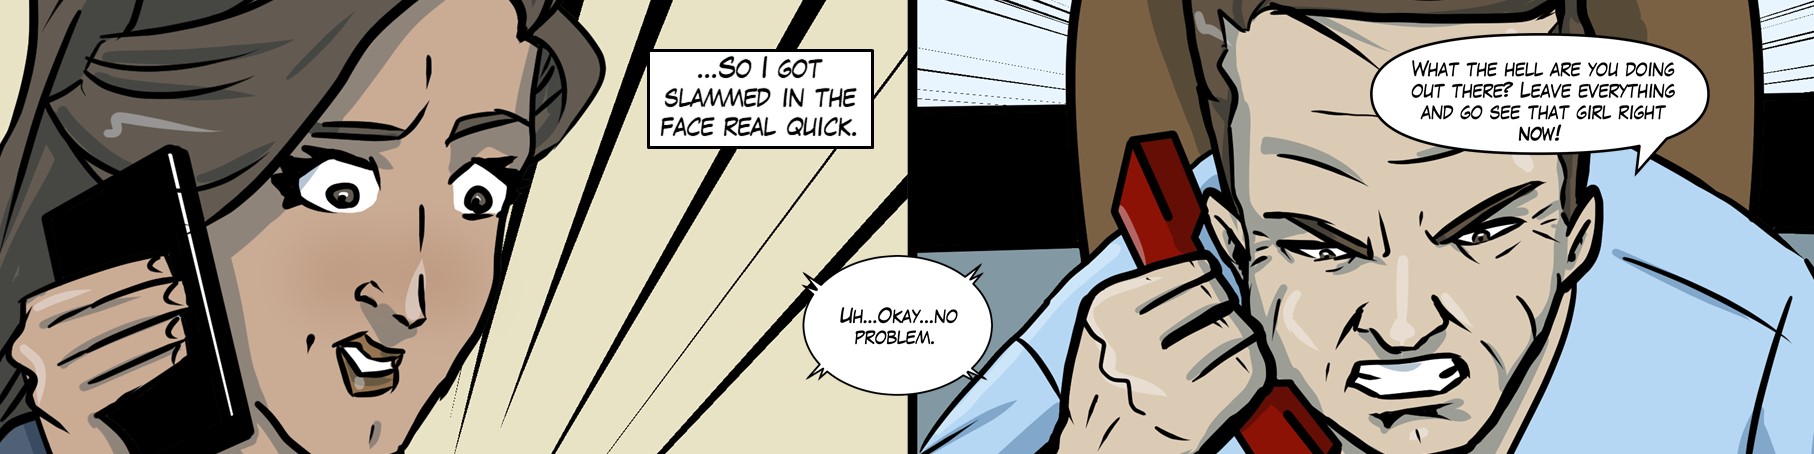 ...So I got
slammed in the
face real quick.
What the hell are you doing
out there? Leave everything
and go see that girl right
now!
Uh...Okay...no
problem.